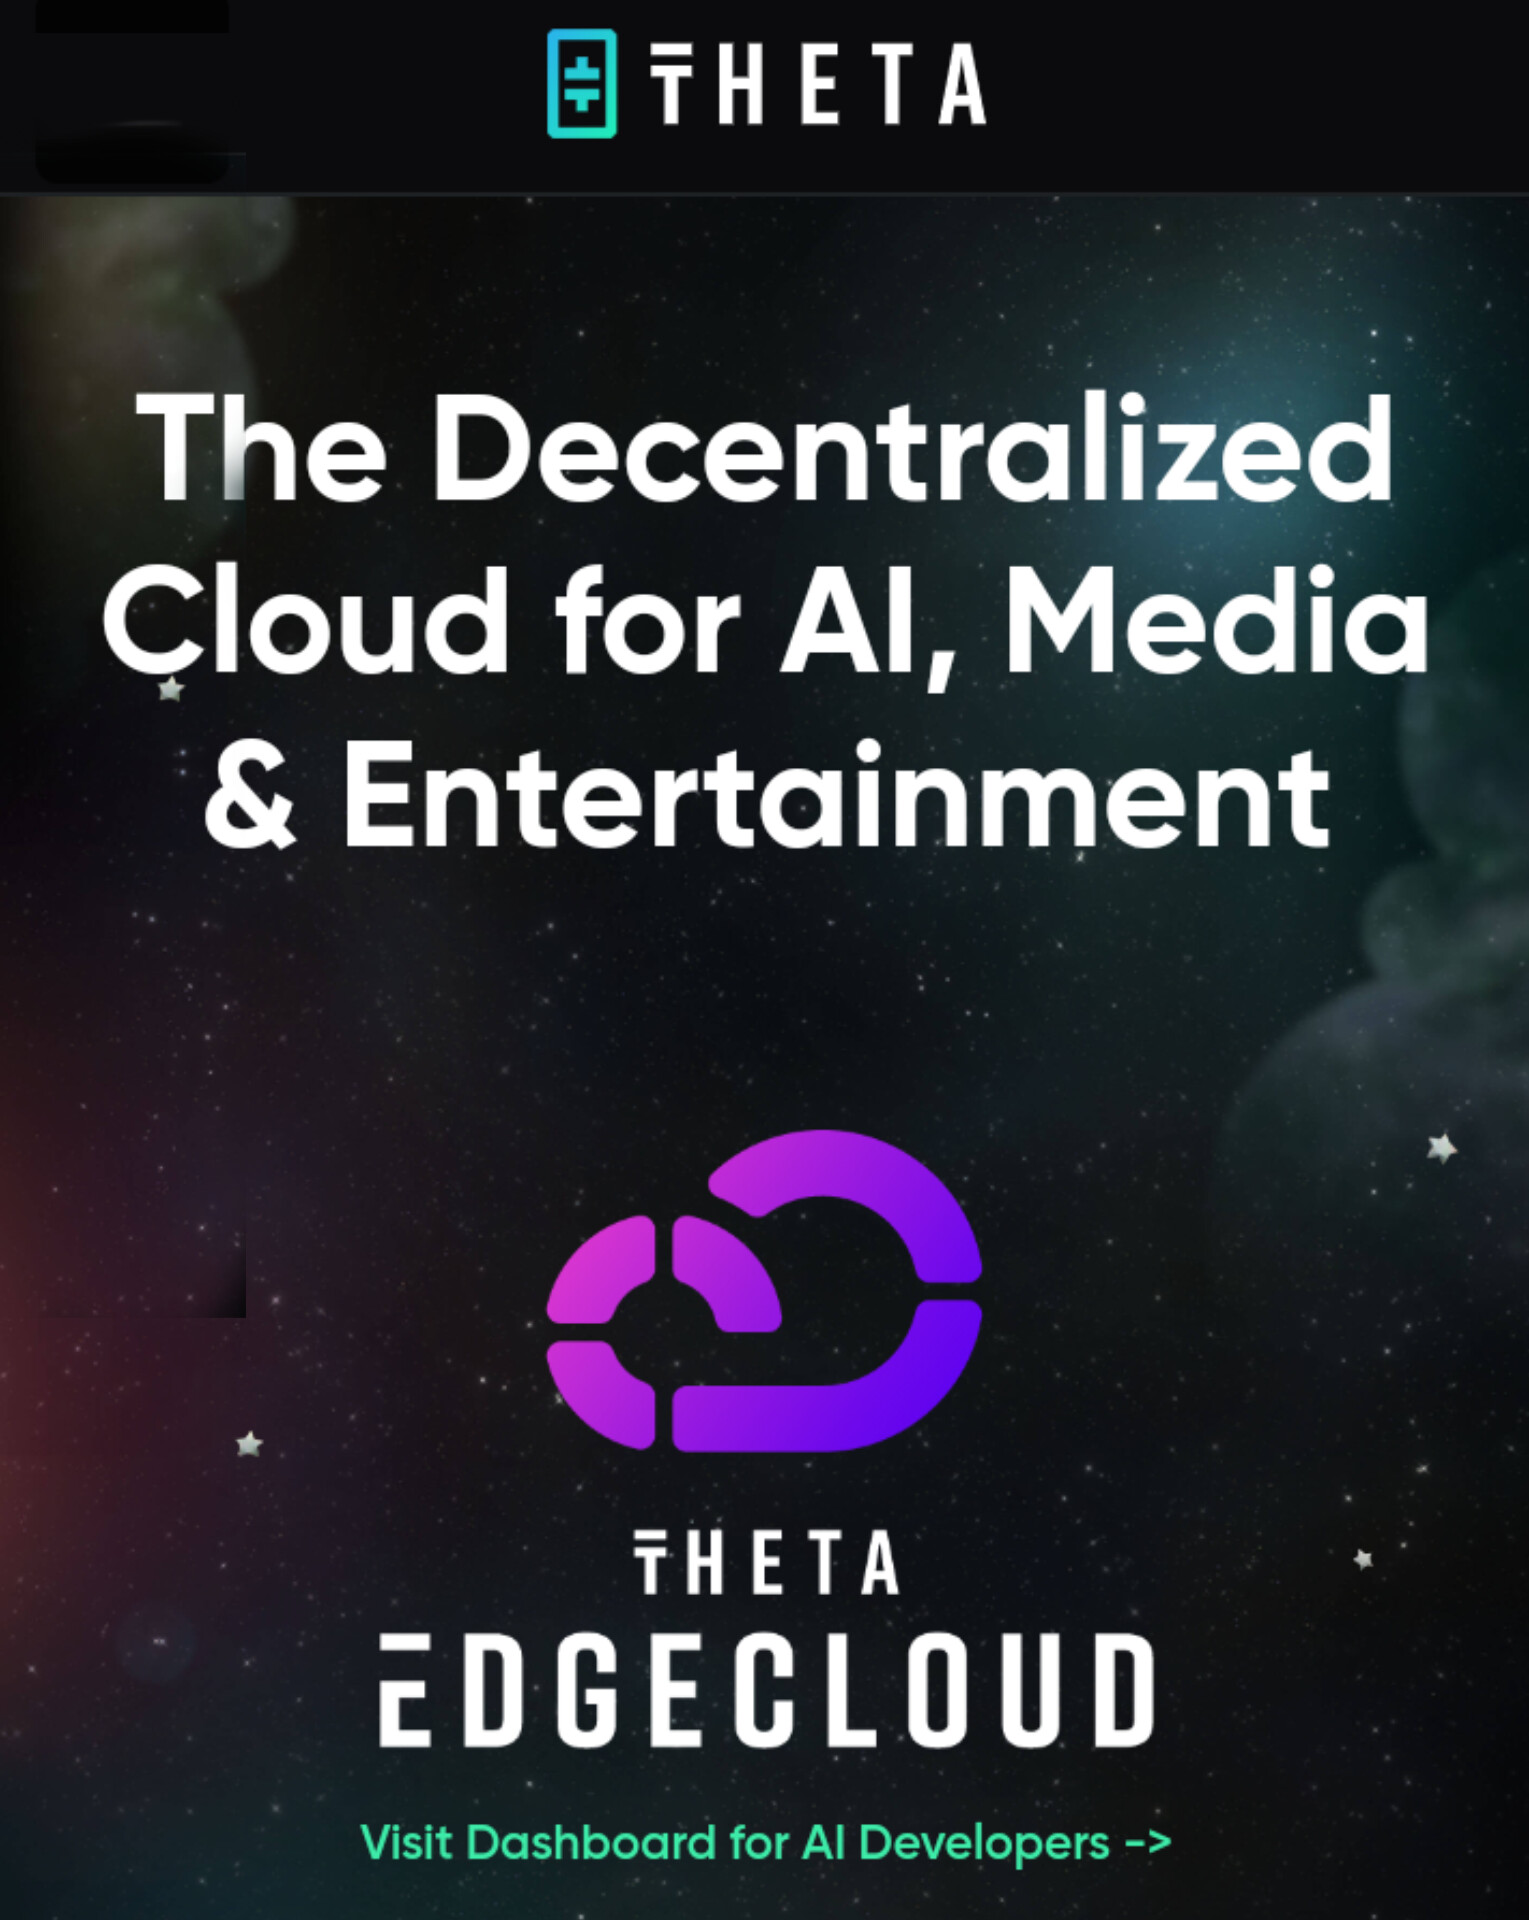 THETA
The Decentralized
Cloud for AI, Media
& Entertainment
THETA
EDGECLOUD
Visit Dashboard for AI Developers ->